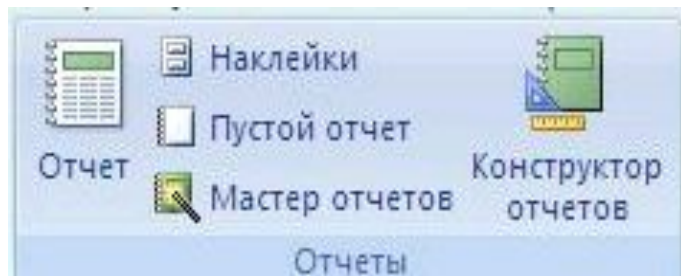 Отчет
Наклейки
Пустой отчет
Мастер отчетов
Конструктор
отчетов
Отчеты